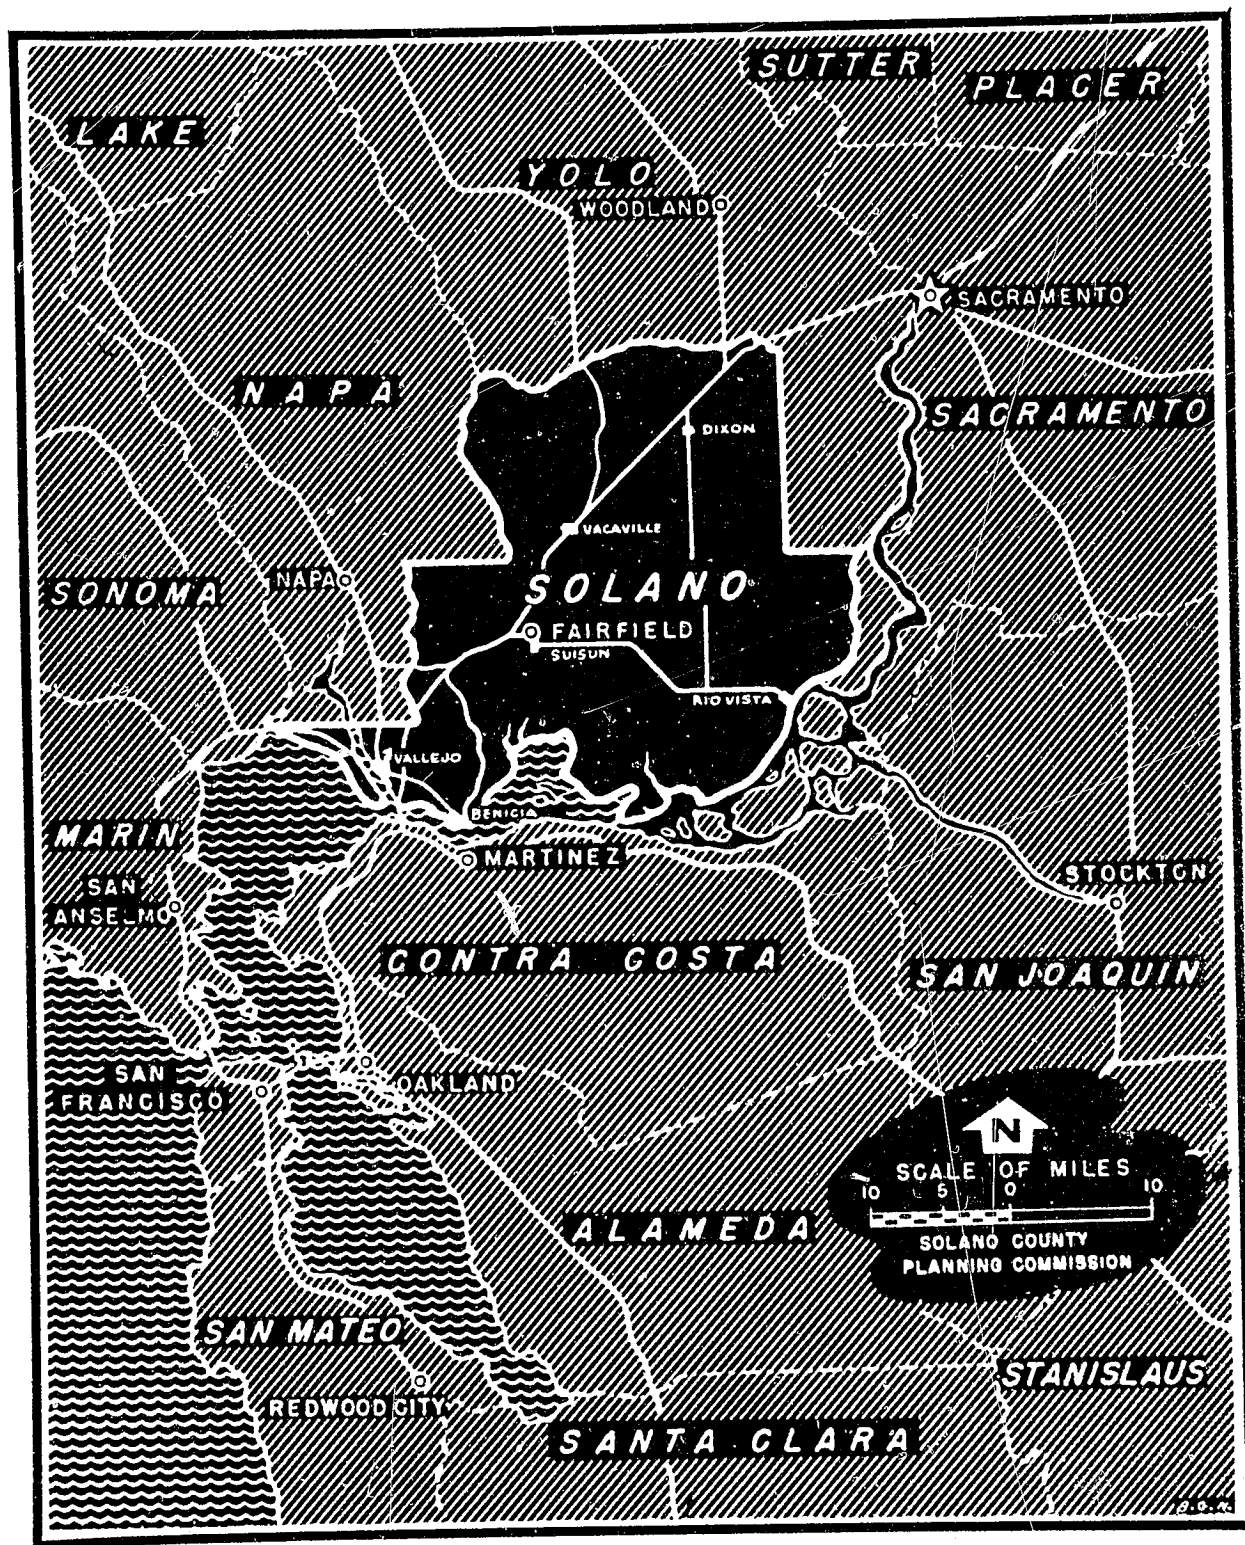 SUTTER
PLACER
LAKE
YOLO
WOODLAND
SACRAMENTO
NAPA
SACRAMENTO
DIXON
VACAVILLE
SOLANO
SONOMA
NAPA
FAIRFIELD
SUISUN
RIO VISTA
VALLEJO
BENICIA
MARIN
MARTINEZ
SAN
ANSELMO
STOCKTON
CONTRA COSTA
SAN JOAQUIN
SAN
FRANCISCO
OAKLAND
N
SCALE OF MILES
10 5 0 10
SOLANO COUNTY
PLANNING COMMISSION
ALAMEDA
SAN MATEO
STANISLAUS
REDWOOD CITY
SANTA CLARA